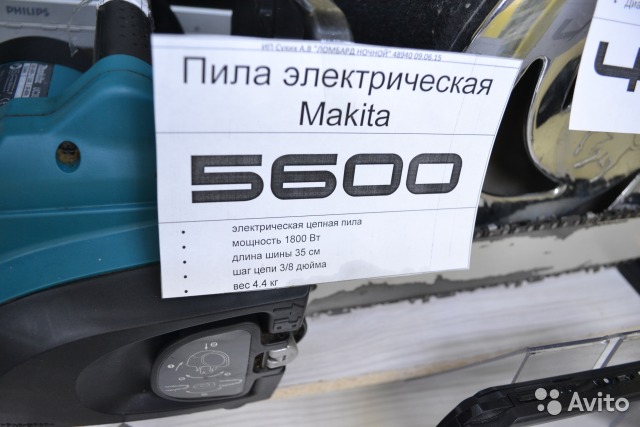 PHILIPS
ИП Сухих А.В "ЛОМБАРД НОЧНОЙ" 48940 09.06.15
Пила электрическая
Makita
5600
электрическая цепная пила
мощность 1800 Вт
длина шины 35 см
шаг цепи 3/8 дюйма
вес 4.4 кг
4
Avito